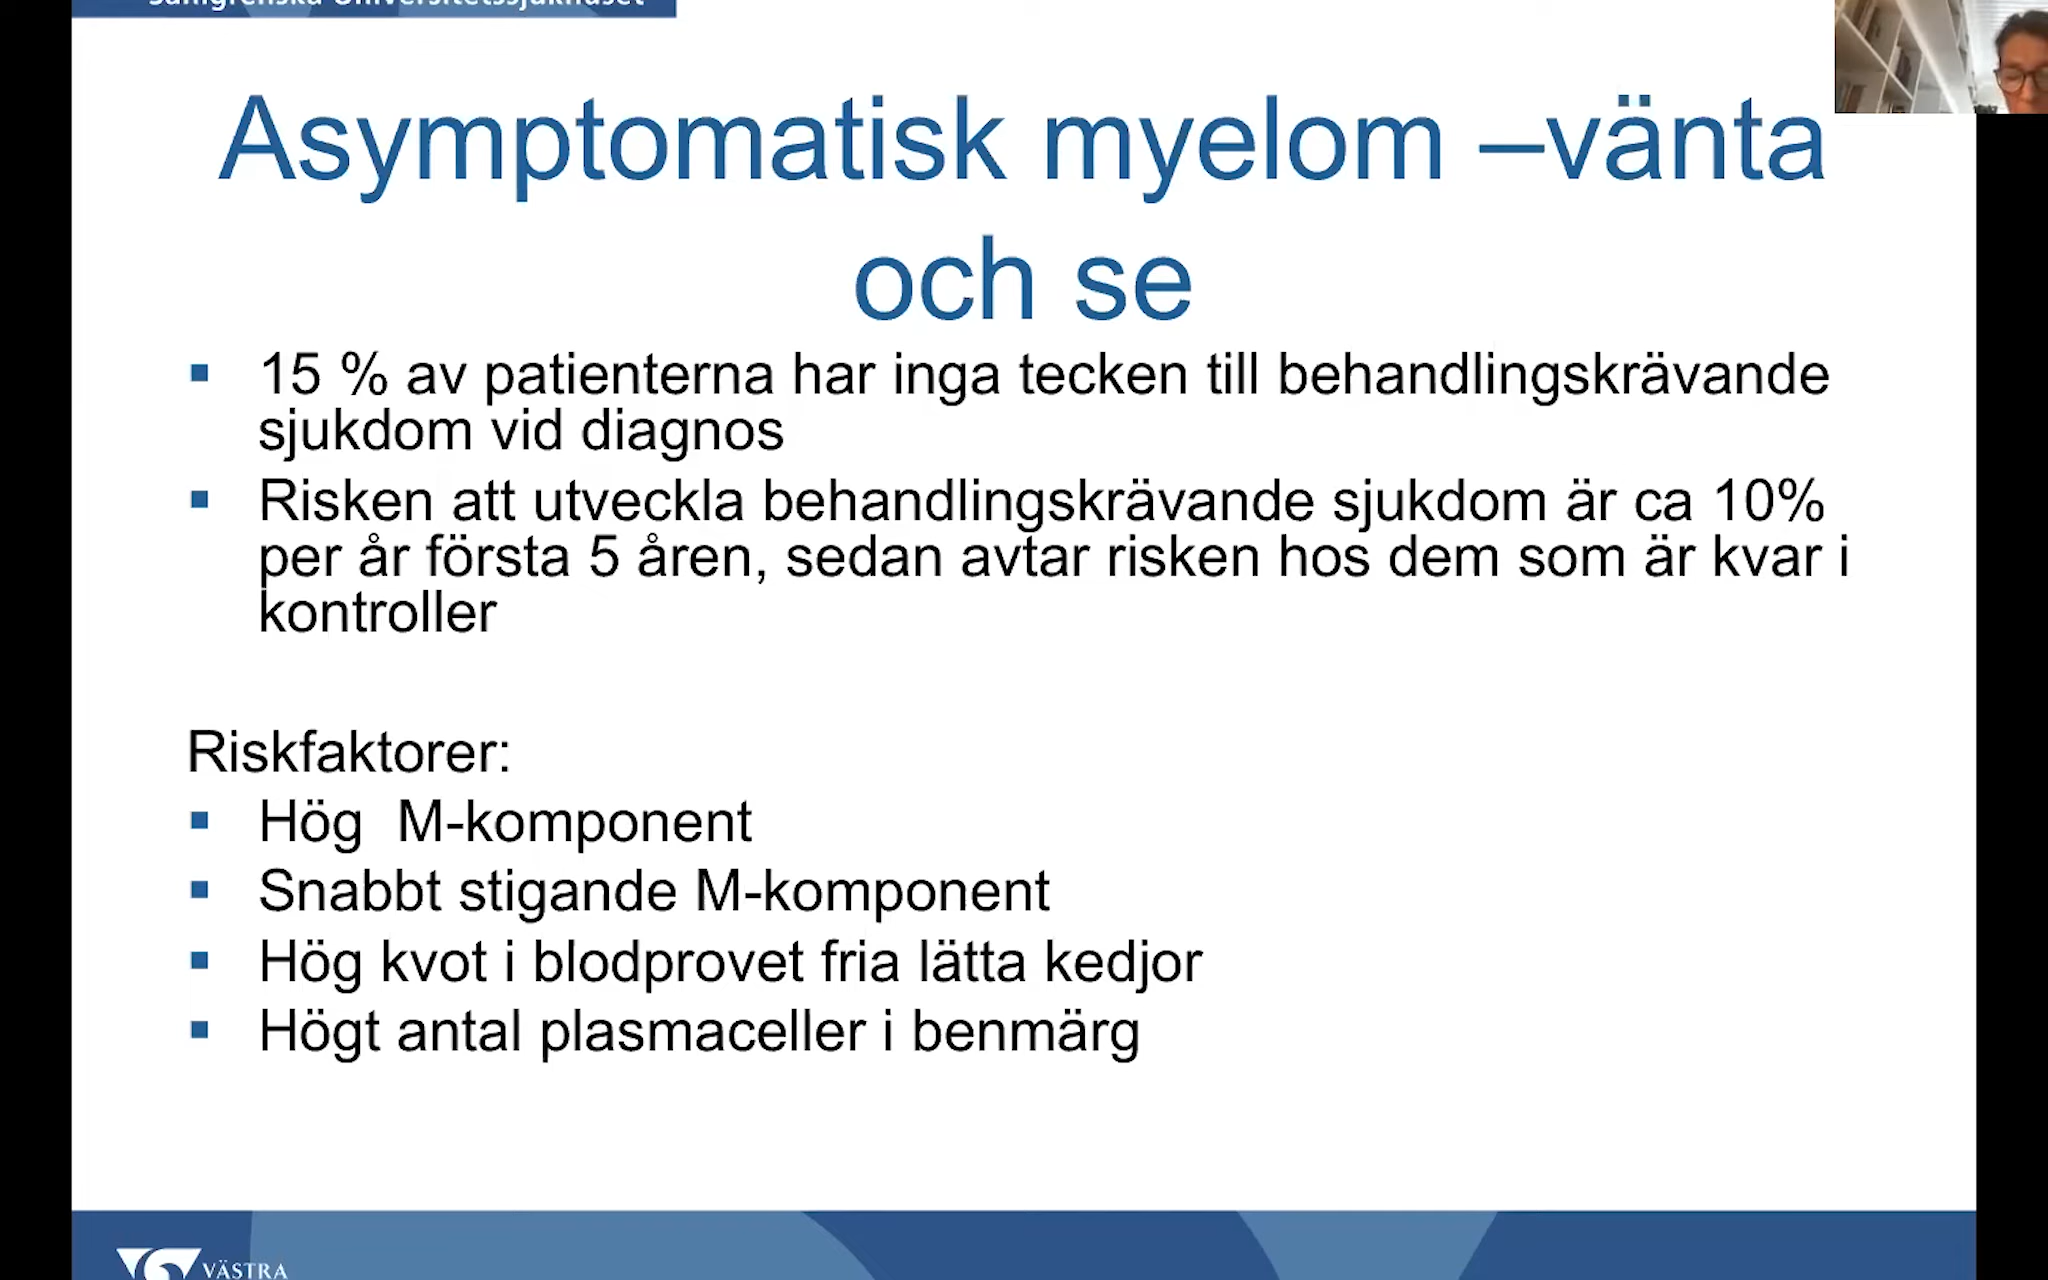 Sahlgrenska Universitetssjukhuset
Asymptomatisk myelom –vänta
och se
▪ 15 % av patienterna har inga tecken till behandlingskrävande
sjukdom vid diagnos
▪ Risken att utveckla behandlingskrävande sjukdom är ca 10%
per år första 5 åren, sedan avtar risken hos dem som är kvar i
kontroller
Riskfaktorer:
▪ Hög  M-komponent
▪ Snabbt stigande M-komponent
▪ Hög kvot i blodprovet fria lätta kedjor
▪ Högt antal plasmaceller i benmärg
VÄSTRA